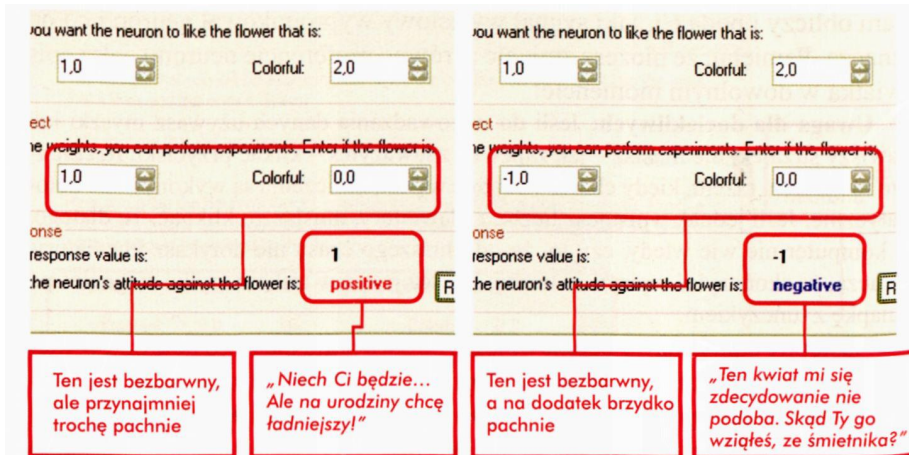 you want the neuron to like the flower that is:
1,0 Colorful: 2,0
ect
he weights, you can perform experiments. Enter if the flower is:
1,0 Colorful: 0,0
onse
response value is: 1
the neuron's attitude against the flower is: positive R
Ten jest bezbarwny,
ale przynajmniej
trochę pachnie
„Niech Ci będzie...
Ale na urodziny chcę
ładniejszy!”
you want the neuron to like the flower that is:
1,0 Colorful: 2,0
ect
he weights, you can perform experiments. Enter if the flower is:
-1,0 Colorful: 0,0
onse
response value is: -1
the neuron's attitude against the flower is: negative R
Ten jest bezbarwny,
a na dodatek brzydko
pachnie
„Ten kwiat mi się
zdecydowanie nie
podoba. Skąd Ty go
wziąłeś, ze śmietnika?”